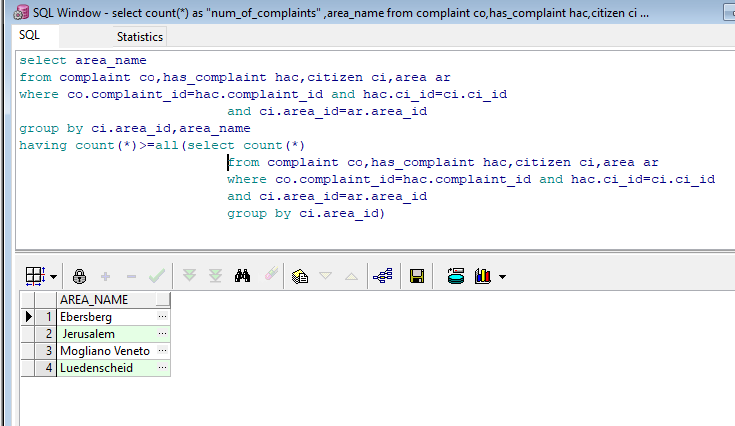 SQL Window - select count(*) as "num_of_complaints" ,area_name from complaint co,has_complaint hac,citizen ci ...
SQL Statistics
select area_name
from complaint co,has_complaint hac,citizen ci,area ar
where co.complaint_id=hac.complaint_id and hac.ci_id=ci.ci_id
and ci.area_id=ar.area_id
group by ci.area_id,area_name
having count(*)>=all(select count(*)
from complaint co,has_complaint hac,citizen ci,area ar
where co.complaint_id=hac.complaint_id and hac.ci_id=ci.ci_id
and ci.area_id=ar.area_id
group by ci.area_id)
AREA_NAME
1 Ebersberg ...
2 Jerusalem ...
3 Mogliano Veneto ...
4 Luedenscheid ...